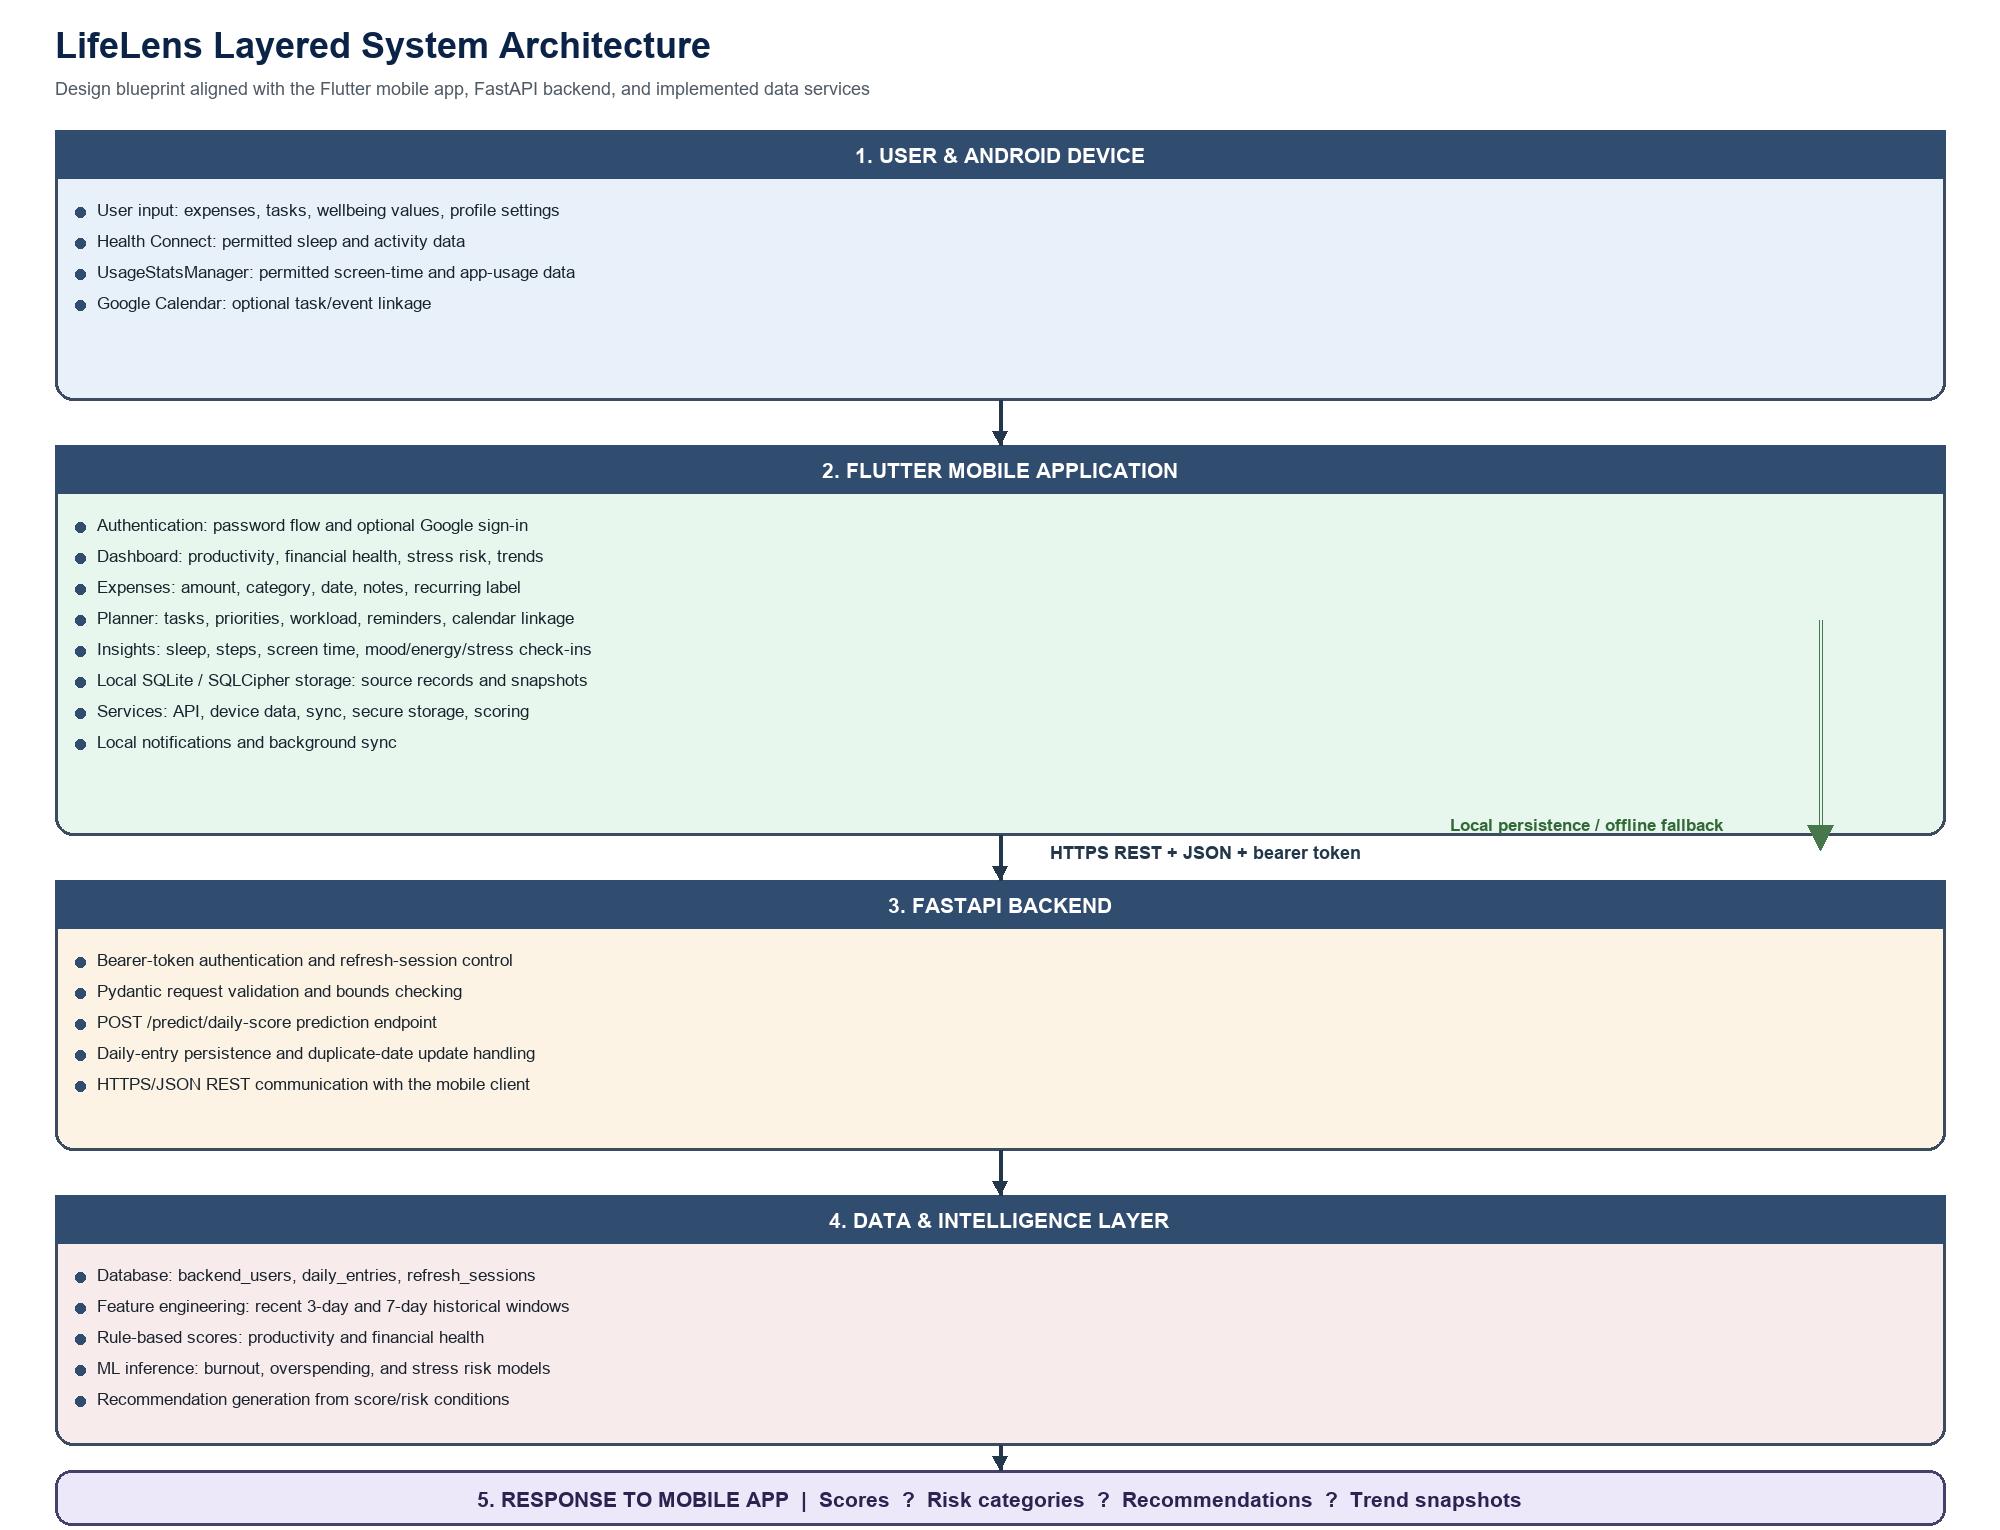 LifeLens Layered System Architecture
Design blueprint aligned with the Flutter mobile app, FastAPI backend, and implemented data services
1. USER & ANDROID DEVICE
User input: expenses, tasks, wellbeing values, profile settings
Health Connect: permitted sleep and activity data
UsageStatsManager: permitted screen-time and app-usage data
Google Calendar: optional task/event linkage
2. FLUTTER MOBILE APPLICATION
Authentication: password flow and optional Google sign-in
Dashboard: productivity, financial health, stress risk, trends
Expenses: amount, category, date, notes, recurring label
Planner: tasks, priorities, workload, reminders, calendar linkage
Insights: sleep, steps, screen time, mood/energy/stress check-ins
Local SQLite / SQLCipher storage: source records and snapshots
Services: API, device data, sync, secure storage, scoring
Local notifications and background sync
Local persistence / offline fallback
HTTPS REST + JSON + bearer token
3. FASTAPI BACKEND
Bearer-token authentication and refresh-session control
Pydantic request validation and bounds checking
POST /predict/daily-score prediction endpoint
Daily-entry persistence and duplicate-date update handling
HTTPS/JSON REST communication with the mobile client
4. DATA & INTELLIGENCE LAYER
Database: backend_users, daily_entries, refresh_sessions
Feature engineering: recent 3-day and 7-day historical windows
Rule-based scores: productivity and financial health
ML inference: burnout, overspending, and stress risk models
Recommendation generation from score/risk conditions
5. RESPONSE TO MOBILE APP | Scores ? Risk categories ? Recommendations ? Trend snapshots